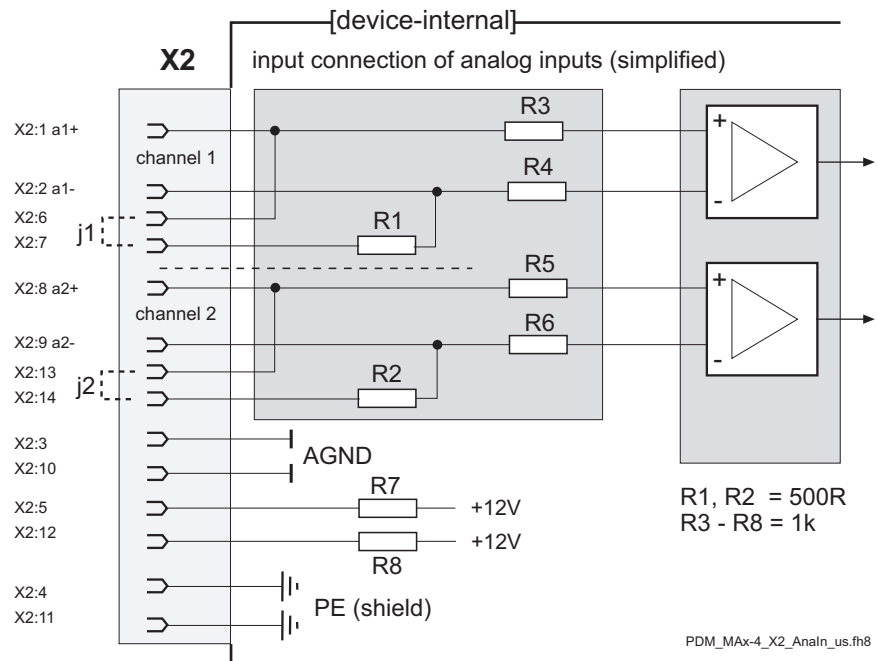 [device-internal]
X2
input connection of analog inputs (simplified)
R3
X2:1 a1+
+
channel 1
R4
X2:2 a1-
-
X2:6
R1
j1
X2:7
R5
X2:8 a2+
+
channel 2
R6
X2:9 a2-
-
X2:13
R2
j2
X2:14
X2:3
AGND
X2:10
R7
R1, R2 = 500R
X2:5
+12V
R3 - R8 = 1k
X2:12
+12V
R8
X2:4
PE (shield)
X2:11
PDM_MAx-4_X2_AnaIn_us.fh8